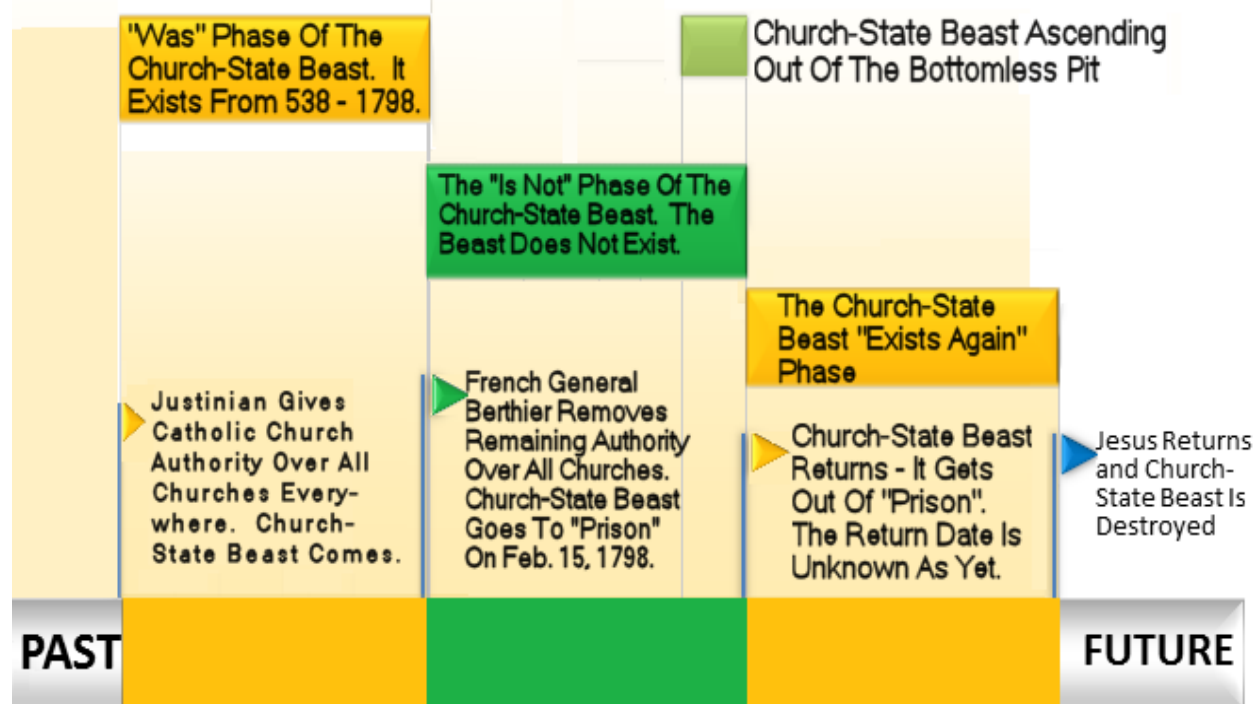 "Was" Phase Of The
Church-State Beast. It
Exists From 538 - 1798.
Church-State Beast Ascending
Out Of The Bottomless Pit
The "Is Not" Phase Of The
Church-State Beast. The
Beast Does Not Exist.
The Church-State
Beast "Exists Again"
Phase
Justinian Gives
Catholic Church
Authority Over All
Churches Every-
where. Church-
State Beast Comes.
French General
Berthier Removes
Remaining Authority
Over All Churches.
Church-State Beast
Goes To "Prison"
On Feb. 15, 1798.
Church-State Beast
Returns - It Gets
Out Of "Prison".
The Return Date Is
Unknown As Yet.
Jesus Returns
and Church-
State Beast Is
Destroyed
PAST
FUTURE